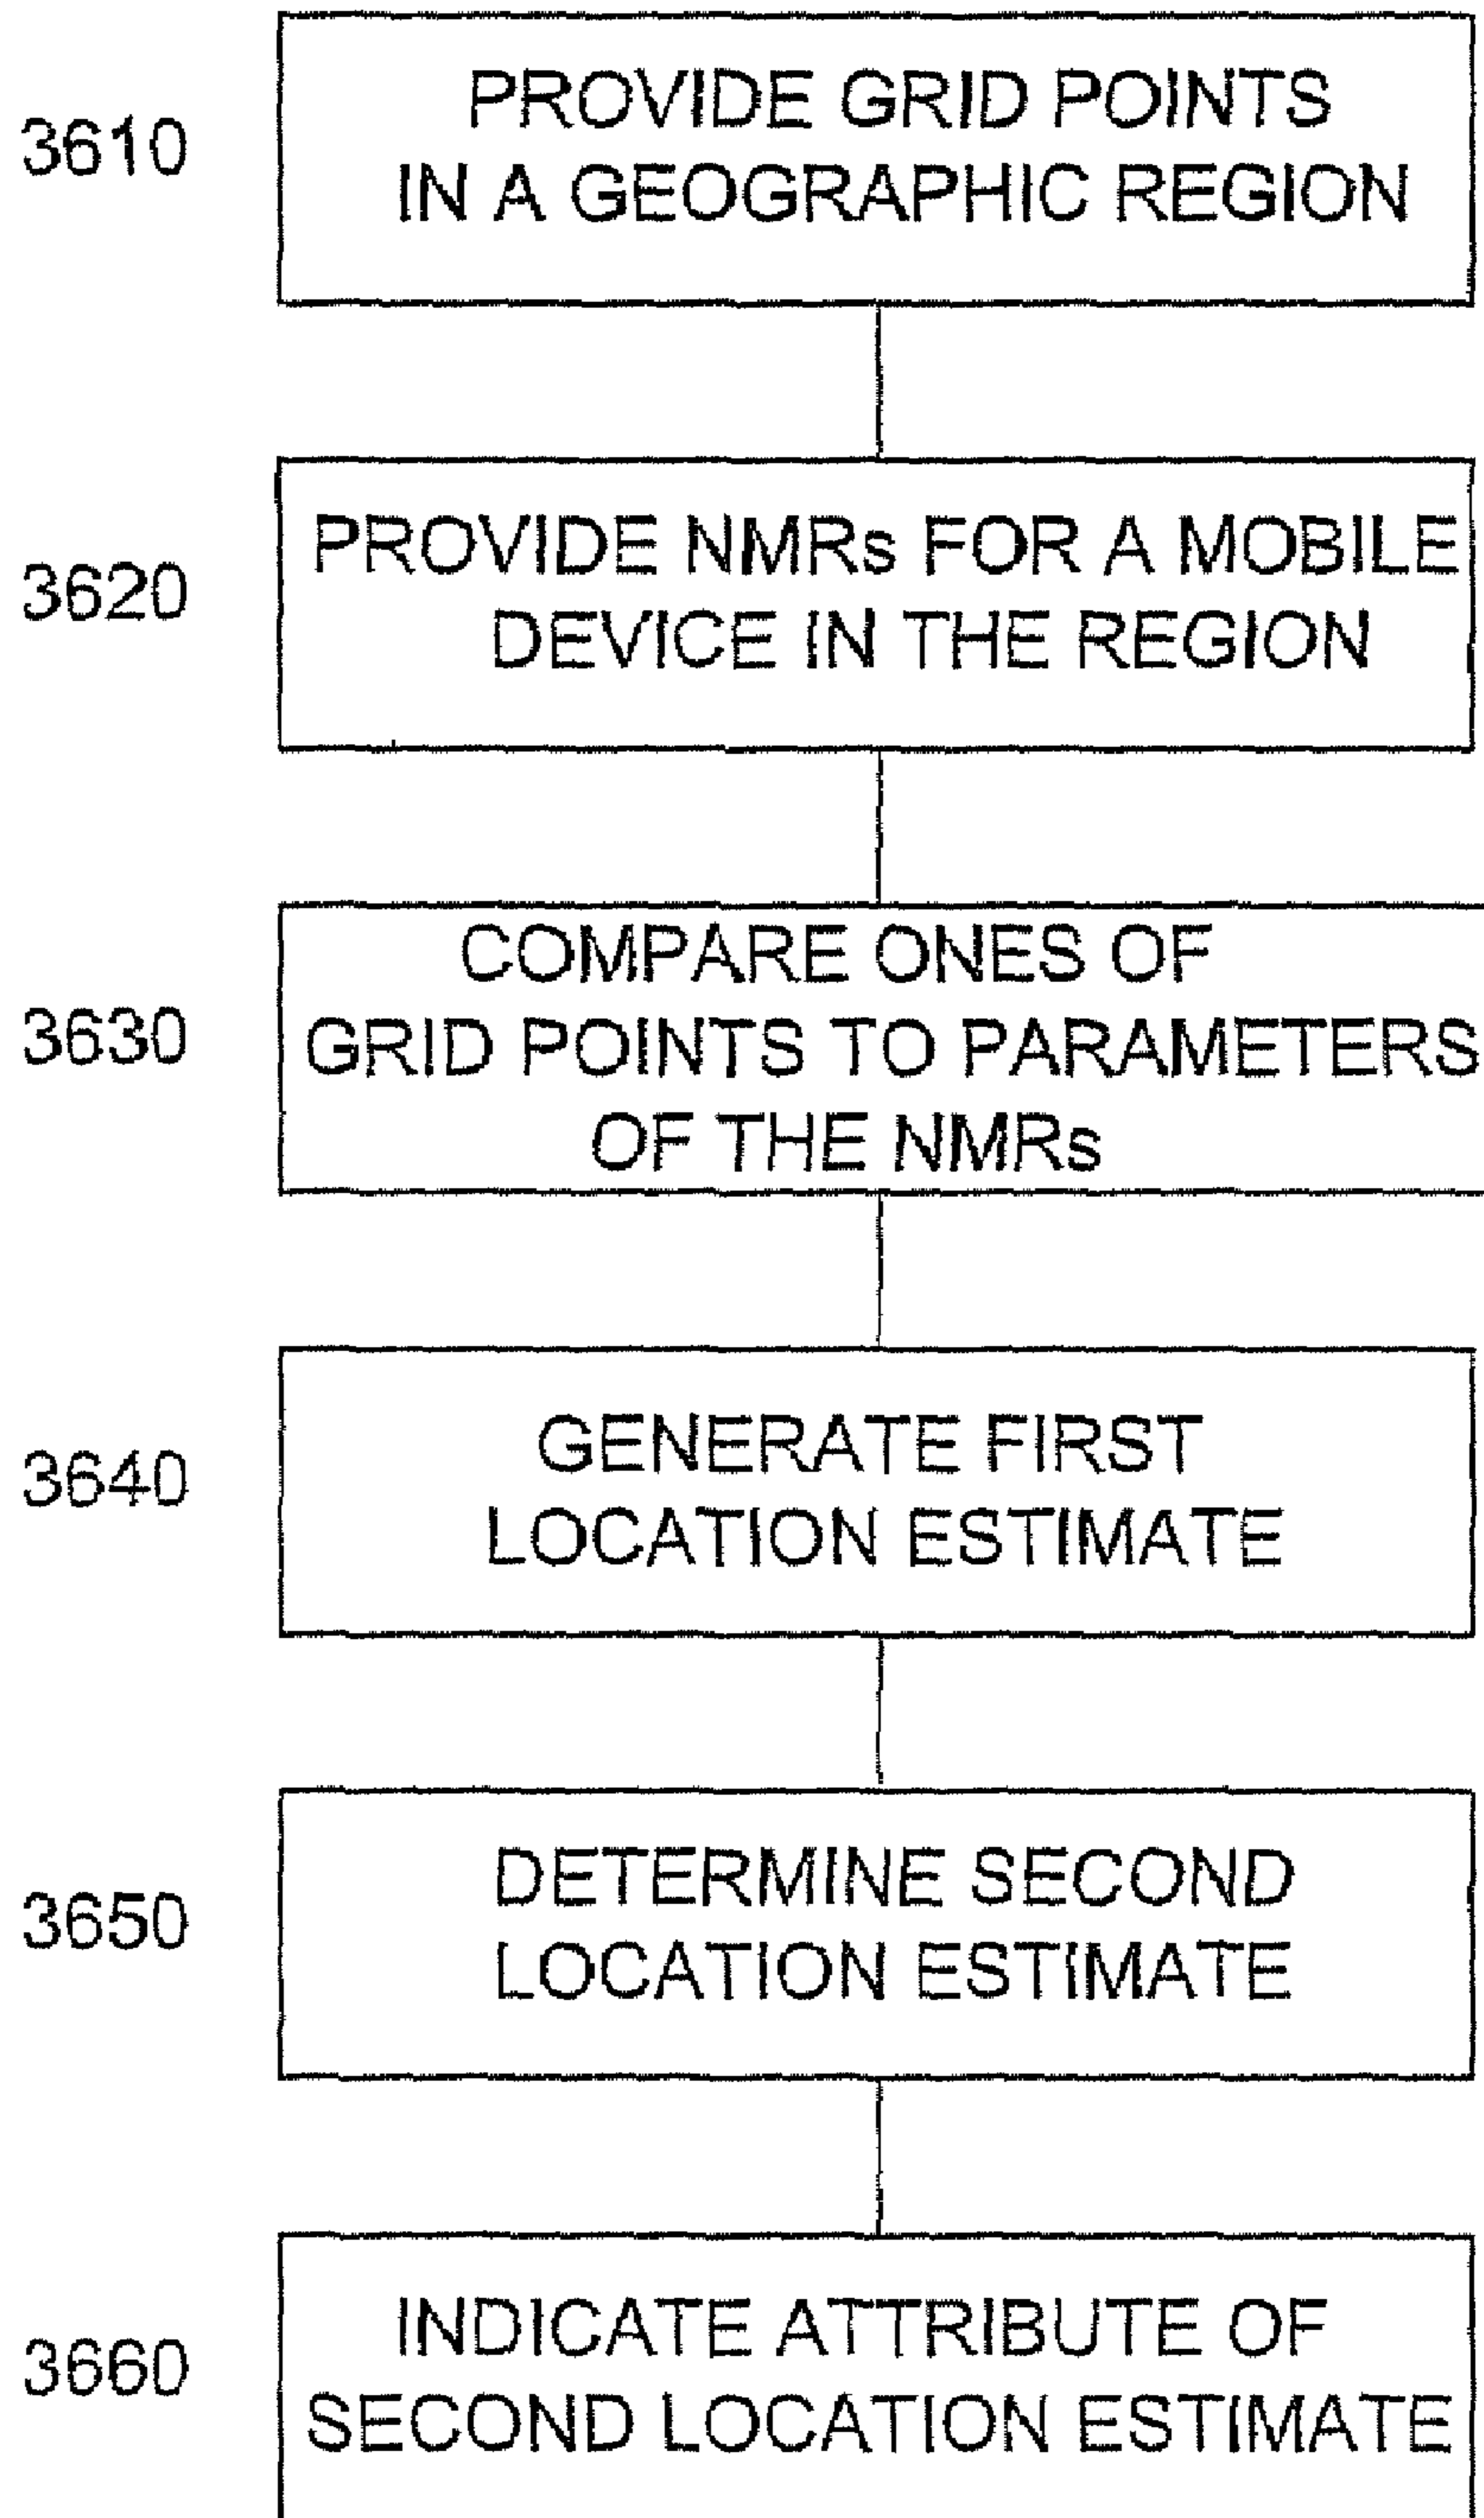 3610
PROVIDE GRID POINTS
IN A GEOGRAPHIC REGION
3620
PROVIDE NMRs FOR A MOBILE
DEVICE IN THE REGION
3630
COMPARE ONES OF
GRID POINTS TO PARAMETERS
OF THE NMRs
3640
GENERATE FIRST
LOCATION ESTIMATE
3650
DETERMINE SECOND
LOCATION ESTIMATE
3660
INDICATE ATTRIBUTE OF
SECOND LOCATION ESTIMATE